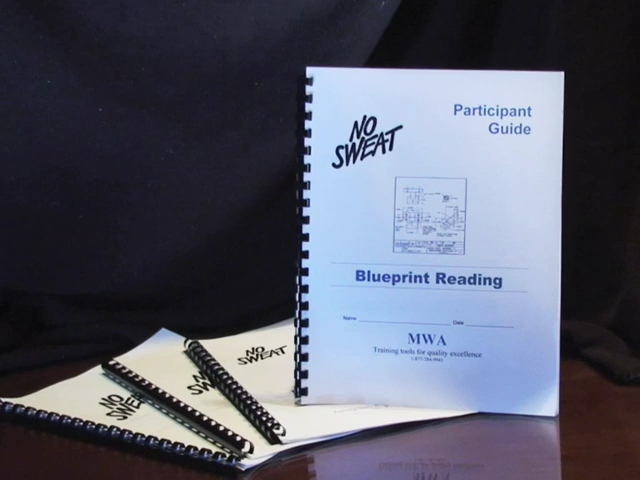 Participant
Guide
NO
SWEAT
Blueprint Reading
Name
Date
MWA
Training tools for quality excellence
NO
SWEAT
NO
SWEAT
NO